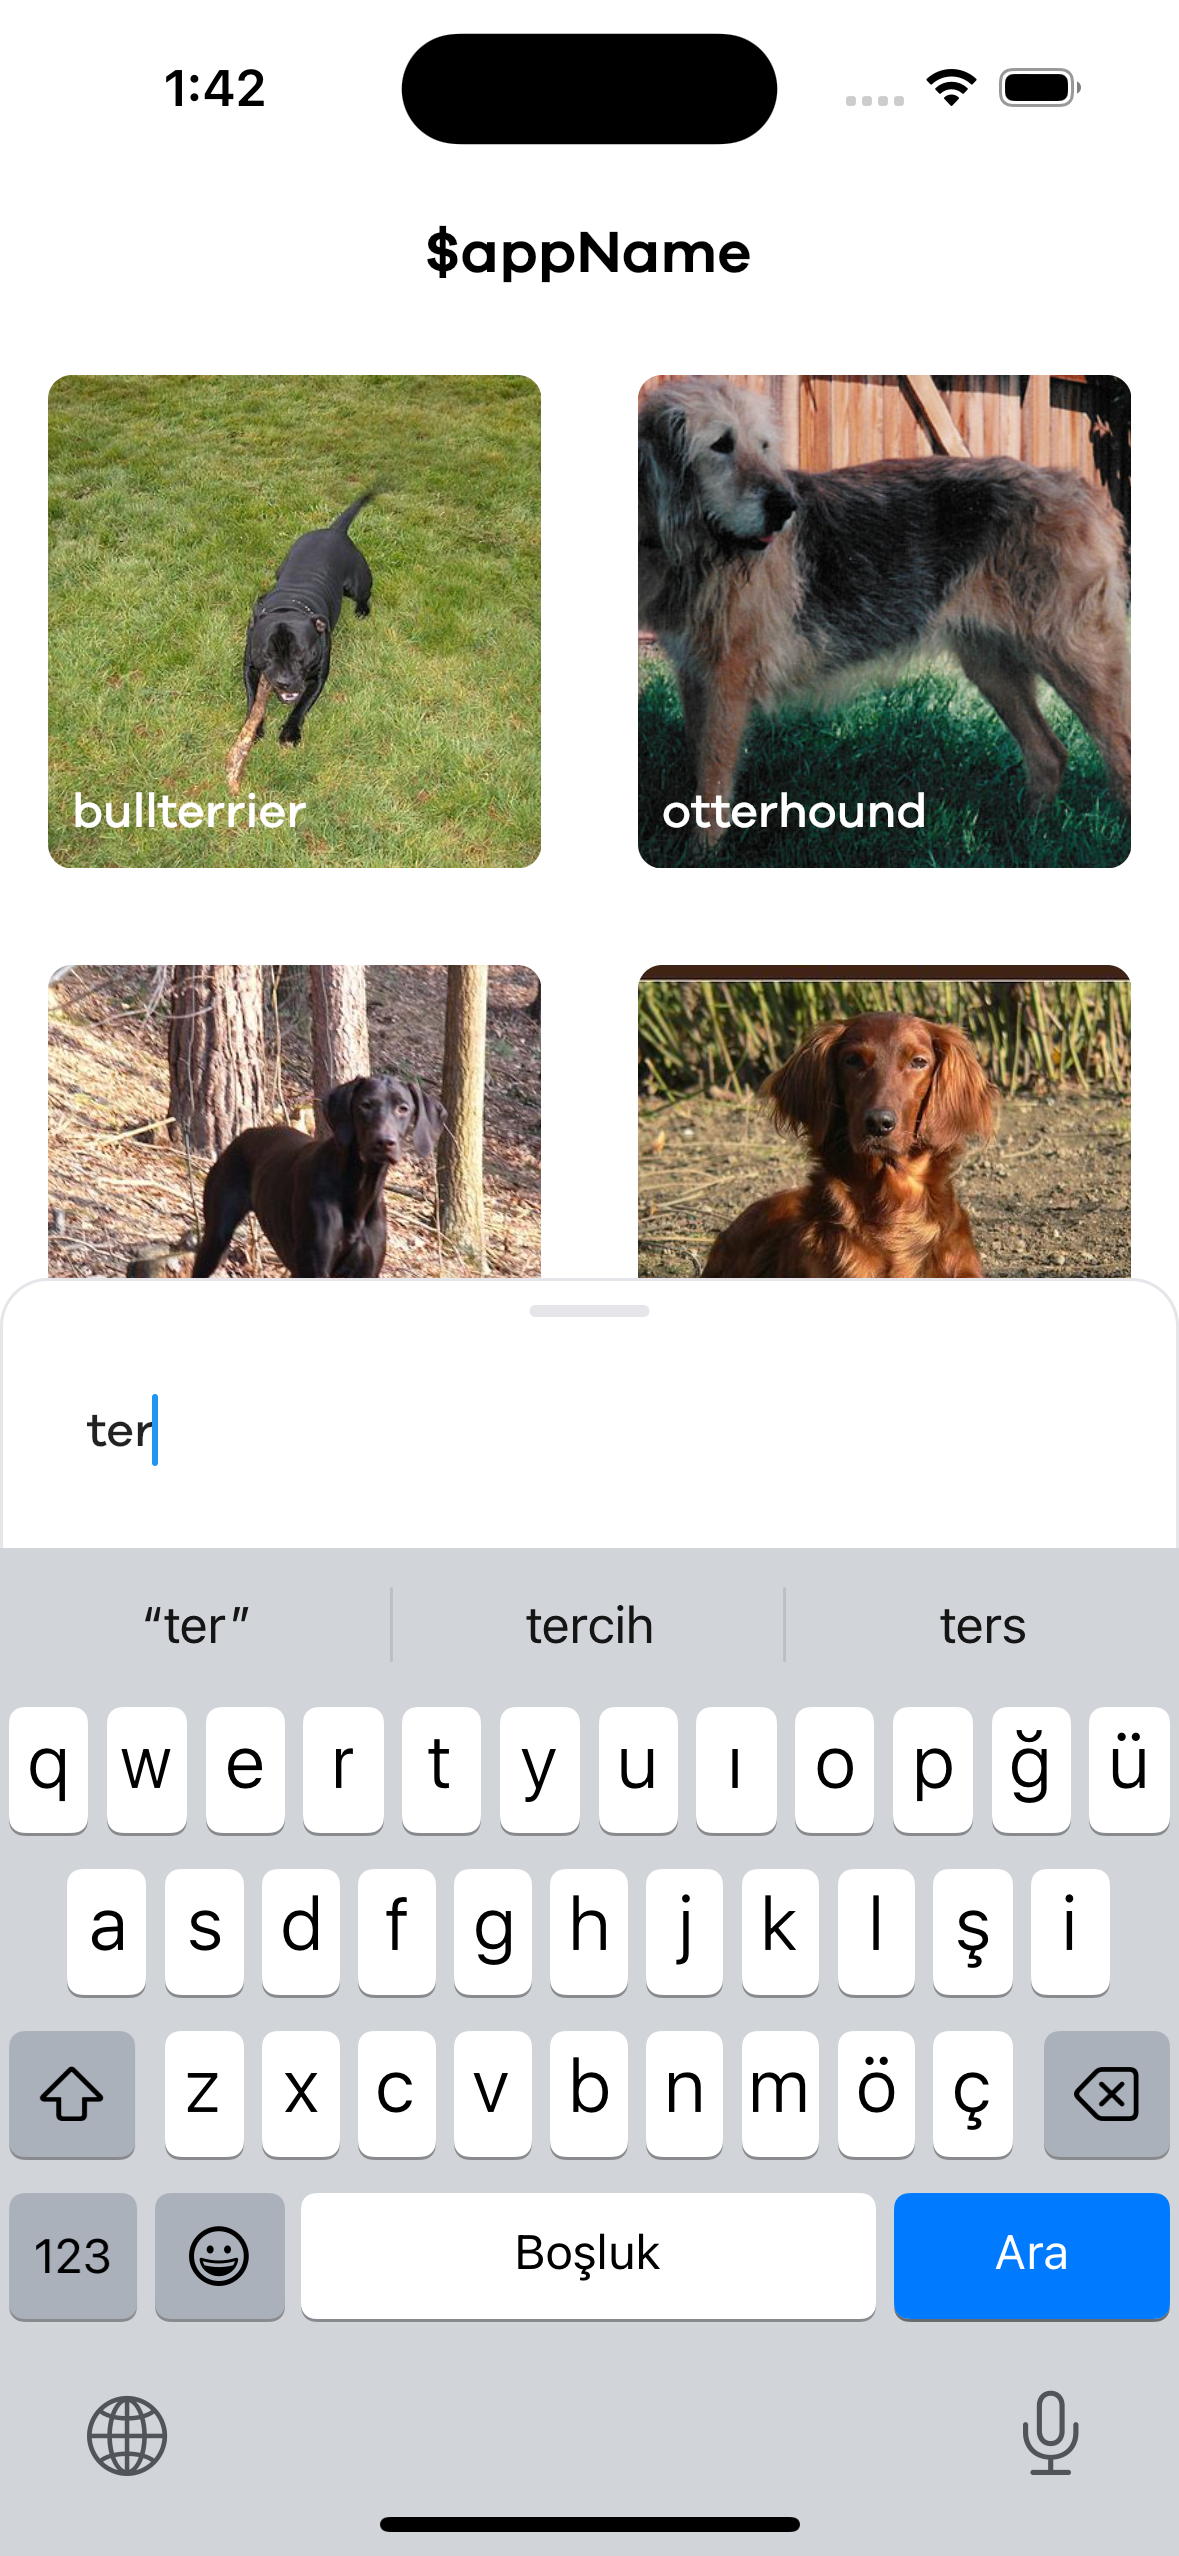 1:42
$appName
bullterrier
otterhound
ter
“ter” tercih ters
q w e r t y u ı o p ğ ü
a s d f g h j k l ş i
z x c v b n m ö ç
123 Boşluk Ara